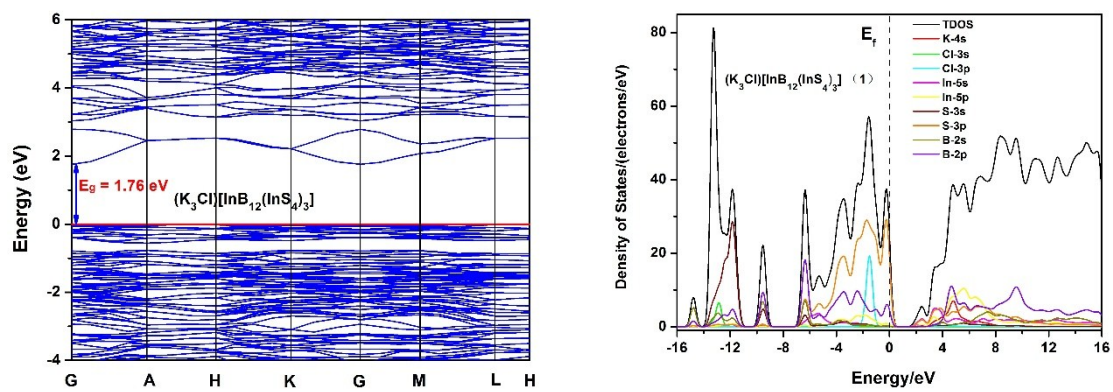 6
4
2
0
-2
-4
Energy (eV)
Eg = 1.76 eV
(K3Cl)[InB12(InS4)3]
G A H K G M L H
80
60
40
20
0
Density of States/(electrons/eV)
Ef
(K3Cl)[InB12(InS4)3] （1）
TDOS
K-4s
Cl-3s
Cl-3p
In-5s
In-5p
S-3s
S-3p
B-2s
B-2p
-16 -12 -8 -4 0 4 8 12 16
Energy/eV